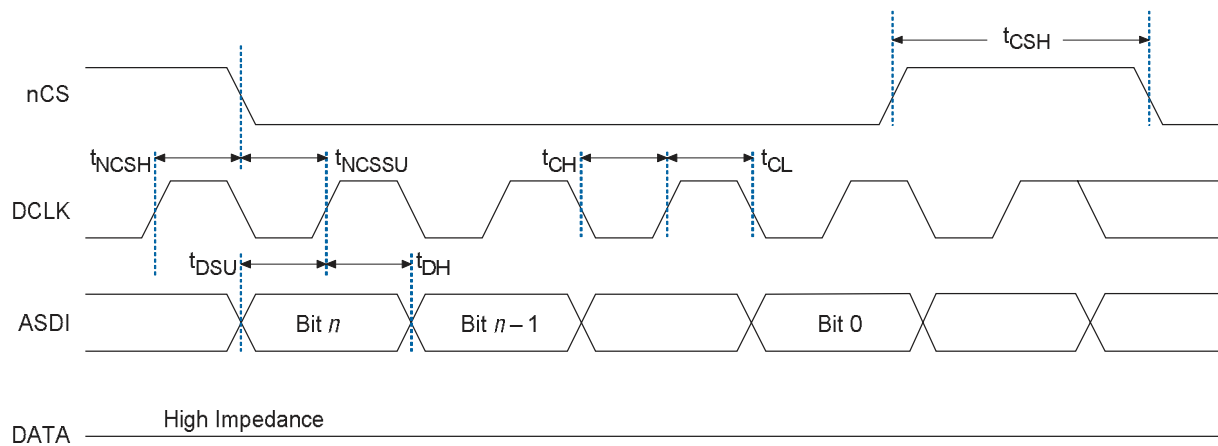 tCSH
nCS
tNCSH
tNCSSU
tCH
tCL
DCLK
tDSU
tDH
ASDI
Bit n
Bit n – 1
Bit 0
High Impedance
DATA